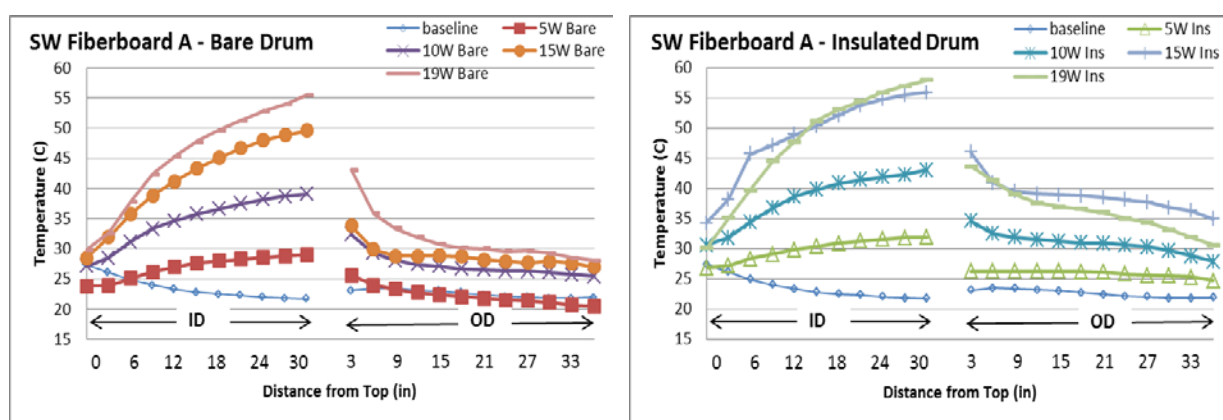 SW Fiberboard A - Bare Drum
baseline
5W Bare
10W Bare
15W Bare
19W Bare
Temperature (C)
60
55
50
45
40
35
30
25
20
15
ID
OD
0 6 12 18 24 30 3 9 15 21 27 33
Distance from Top (in)
SW Fiberboard A - Insulated Drum
baseline
5W Ins
10W Ins
15W Ins
19W Ins
Temperature (C)
60
55
50
45
40
35
30
25
20
15
ID
OD
0 6 12 18 24 30 3 9 15 21 27 33
Distance from Top (in)